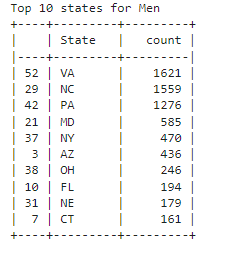 Top 10 states for Men
+----+---------+---------+
|    | State   |   count |
|----+---------+---------|
| 52 | VA      |    1621 |
| 29 | NC      |    1559 |
| 42 | PA      |    1276 |
| 21 | MD      |     585 |
| 37 | NY      |     470 |
|  3 | AZ      |     436 |
| 38 | OH      |     246 |
| 10 | FL      |     194 |
| 31 | NE      |     179 |
|  7 | CT      |     161 |
+----+---------+---------+